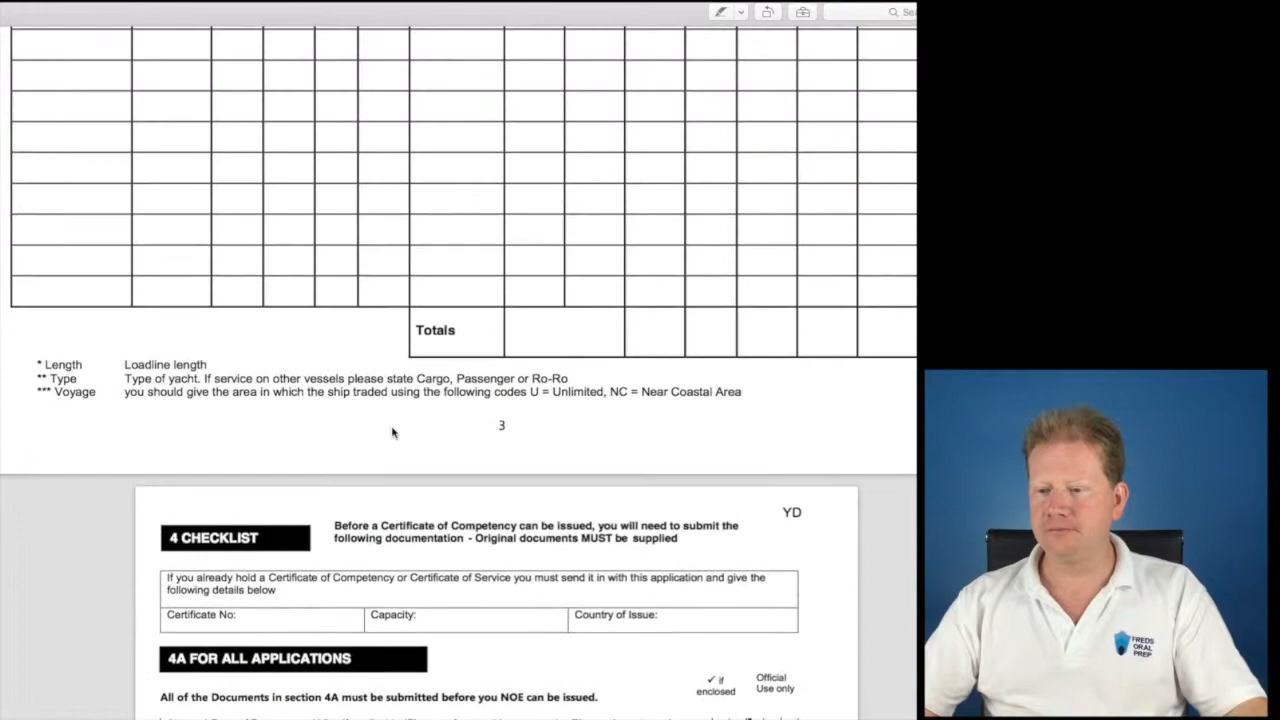 Totals
* Length Loadline length
** Type Type of yacht. If service on other vessels please state Cargo, Passenger or Ro-Ro
*** Voyage you should give the area in which the ship traded using the following codes U = Unlimited, NC = Near Coastal Area
3
YD
4 CHECKLIST
Before a Certificate of Competency can be issued, you will need to submit the
following documentation - Original documents MUST be supplied
If you already hold a Certificate of Competency or Certificate of Service you must send it in with this application and give the
following details below
Certificate No: Capacity: Country of Issue:
4A FOR ALL APPLICATIONS
✓ if
enclosed
Official
Use only
All of the Documents in section 4A must be submitted before you NOE can be issued.
FREDS
ORAL
PREP